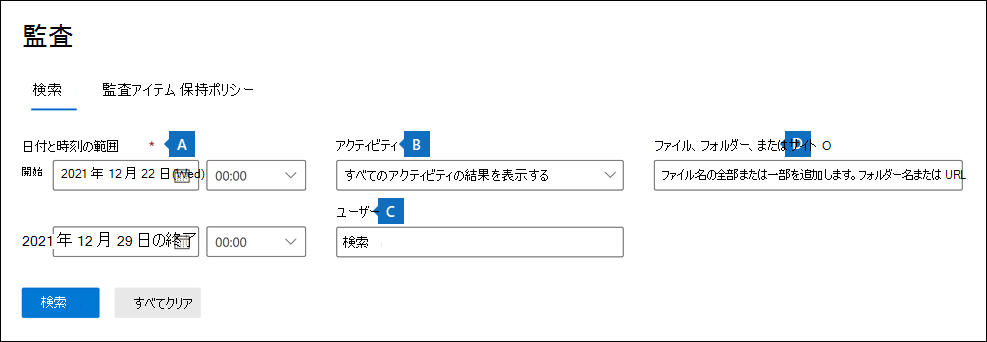 監査
検索
監査アイテム 保持ポリシー
日付と時刻の範囲 * A
開始
2021 年 12 月 22 日(Wed)
00:00
2021 年 12 月 29 日の終了
00:00
アクティビティ B
すべてのアクティビティの結果を表示する
ユーザー C
検索
ファイル、フォルダー、またはサイト O D
ファイル名の全部または一部を追加します。フォルダー名または URL
検索
すべてクリア